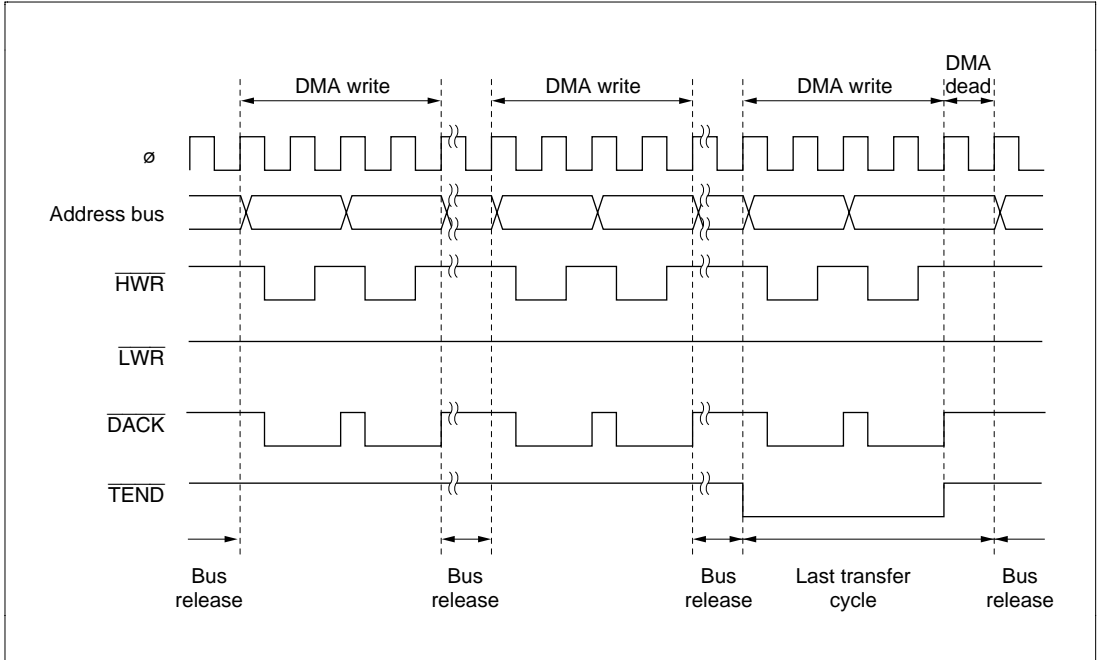 DMA write
DMA write
DMA write
DMA
dead
ø
Address bus
HWR
LWR
DACK
TEND
Bus
release
Bus
release
Bus
release
Last transfer
cycle
Bus
release